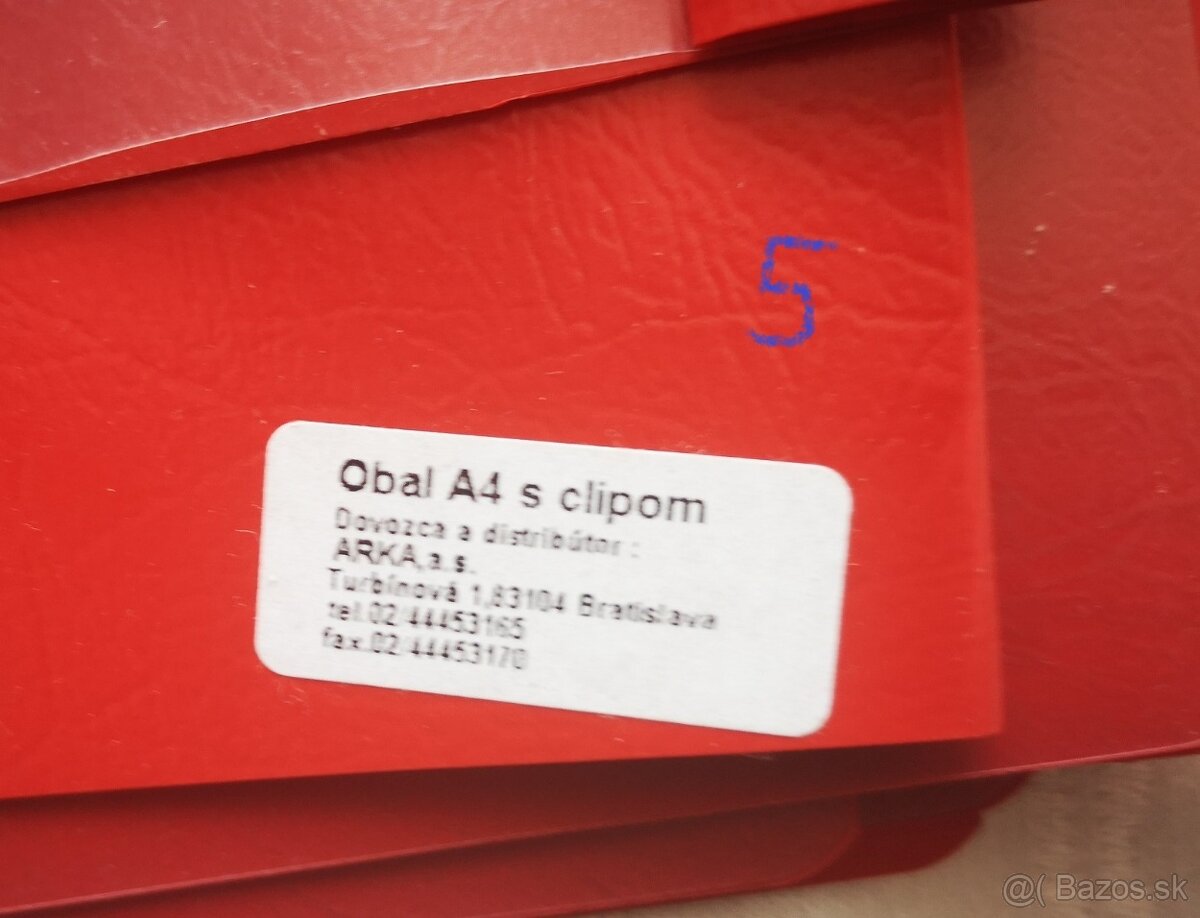 5
Obal A4 s clipom
Dovozca a distribútor :
ARKA,a.s.
Turbínová 1,83104 Bratislava
tel.02/44453165
fax.02/44453170
@( Bazos.sk